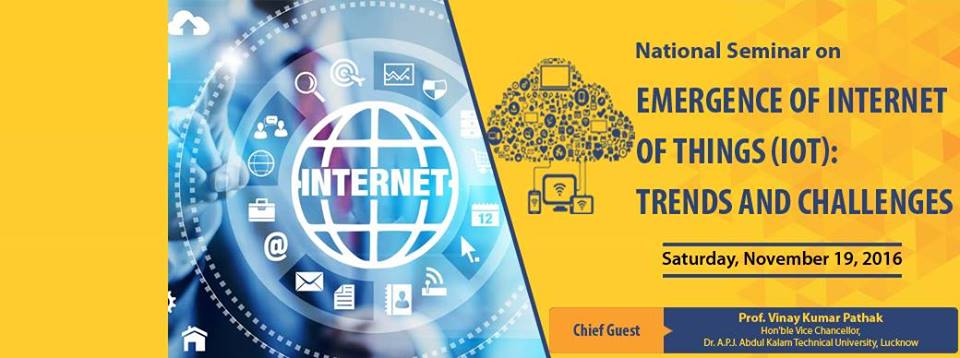 INTERNET
12
@
National Seminar on
EMERGENCE OF INTERNET
OF THINGS (IOT):
TRENDS AND CHALLENGES
Saturday, November 19, 2016
Chief Guest
Prof. Vinay Kumar Pathak
Hon'ble Vice Chancellor,
Dr. A.P.J. Abdul Kalam Technical University, Lucknow